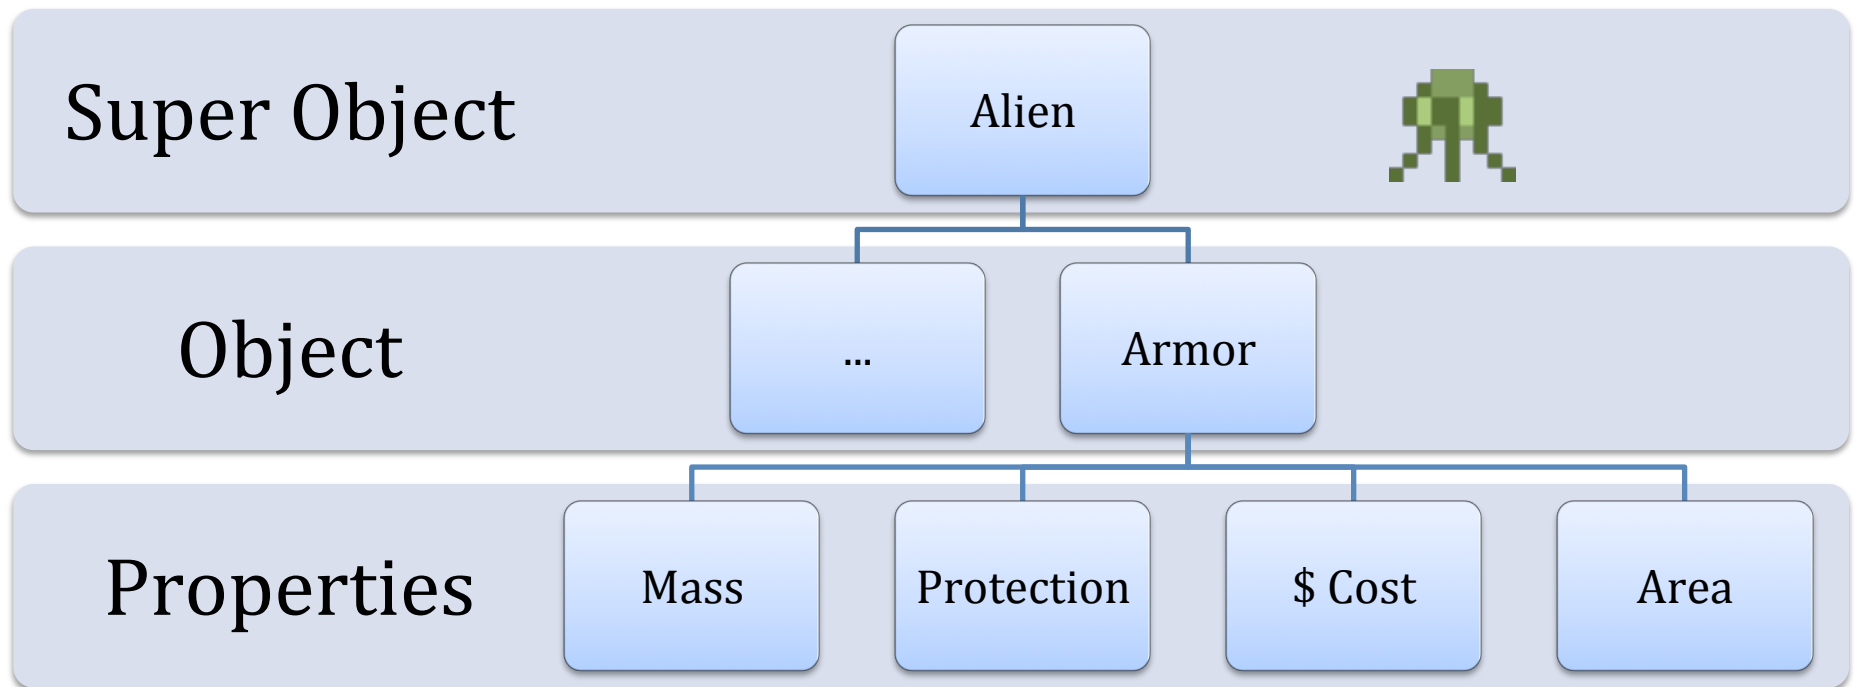 Super Object
Alien
Object
...
Armor
Properties
Mass
Protection
$ Cost
Area